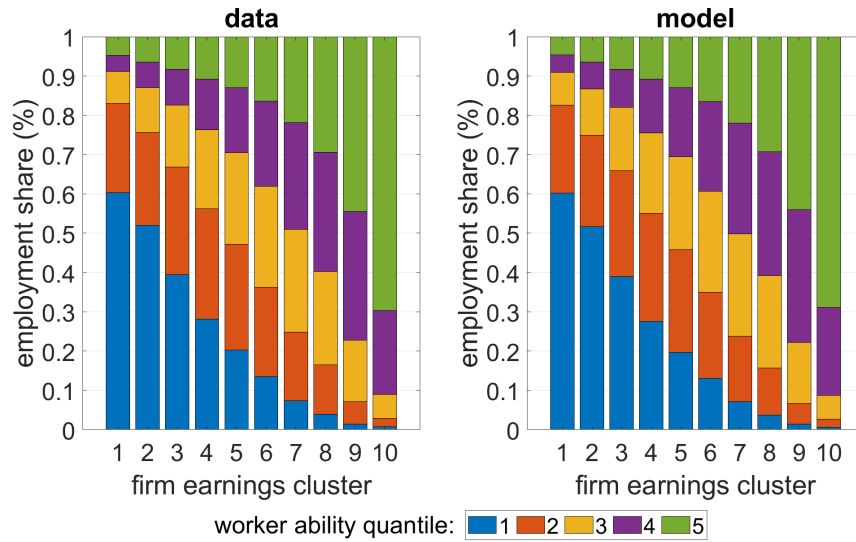 data
model
employment share (%)
1
0.9
0.8
0.7
0.6
0.5
0.4
0.3
0.2
0.1
0
1 2 3 4 5 6 7 8 9 10
firm earnings cluster
employment share (%)
1
0.9
0.8
0.7
0.6
0.5
0.4
0.3
0.2
0.1
0
1 2 3 4 5 6 7 8 9 10
firm earnings cluster
worker ability quantile: 1 2 3 4 5